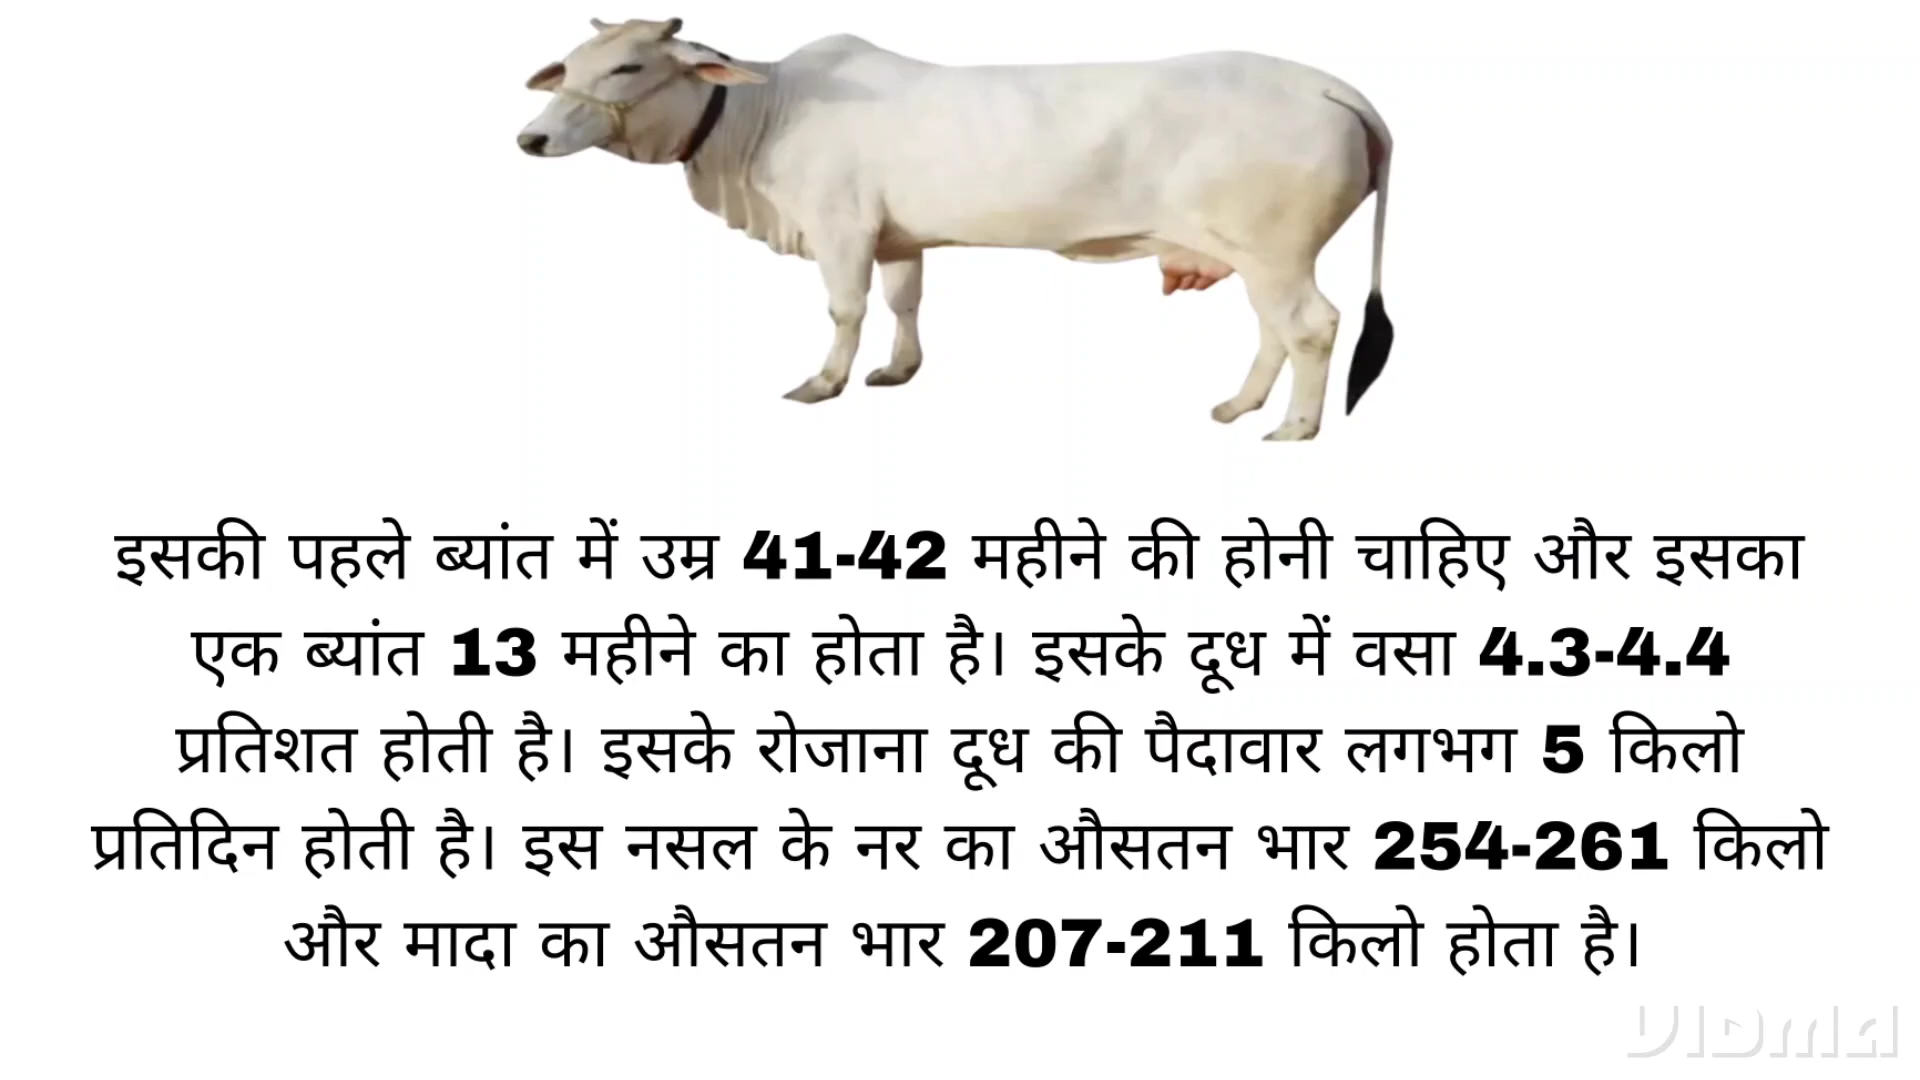 इसकी पहले ब्यांत में उम्र 41-42 महीने की होनी चाहिए और इसका
एक ब्यांत 13 महीने का होता है। इसके दूध में वसा 4.3-4.4
प्रतिशत होती है। इसके रोजाना दूध की पैदावार लगभग 5 किलो
प्रतिदिन होती है। इस नसल के नर का औसतन भार 254-261 किलो
और मादा का औसतन भार 207-211 किलो होता है।
VIDMA